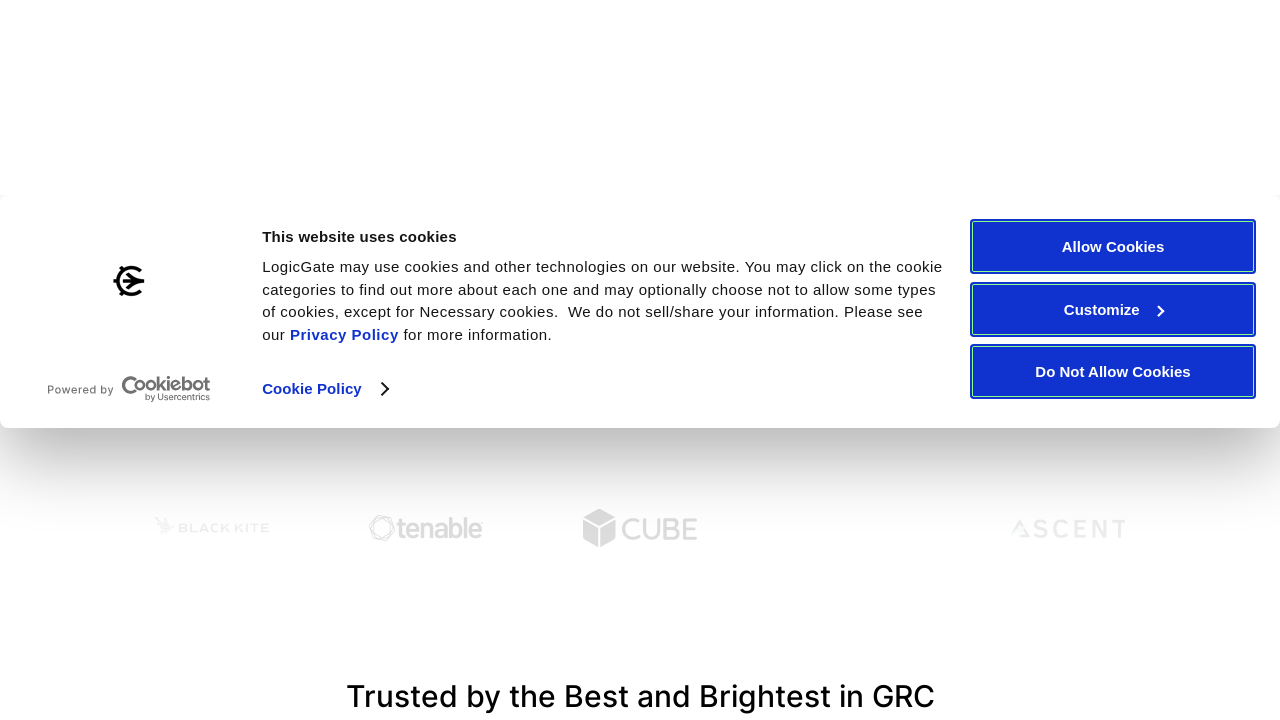 This website uses cookies
LogicGate may use cookies and other technologies on our website. You may click on the cookie
categories to find out more about each one and may optionally choose not to allow some types
of cookies, except for Necessary cookies.  We do not sell/share your information. Please see
our Privacy Policy for more information.
Cookie Policy
Powered by Cookiebot
by Usercentrics
Allow Cookies
Customize
Do Not Allow Cookies
BLACK KITE
tenable
CUBE
ASCENT
Trusted by the Best and Brightest in GRC